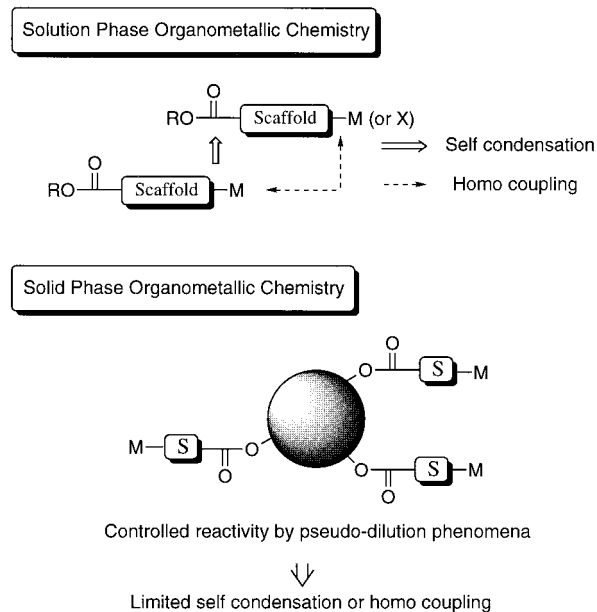 Solution Phase Organometallic Chemistry
O
RO Scaffold M (or X)
Self condensation
O
RO Scaffold M
Homo coupling
Solid Phase Organometallic Chemistry
O
O S M
M S O
O
O S M
O
Controlled reactivity by pseudo-dilution phenomena
Limited self condensation or homo coupling